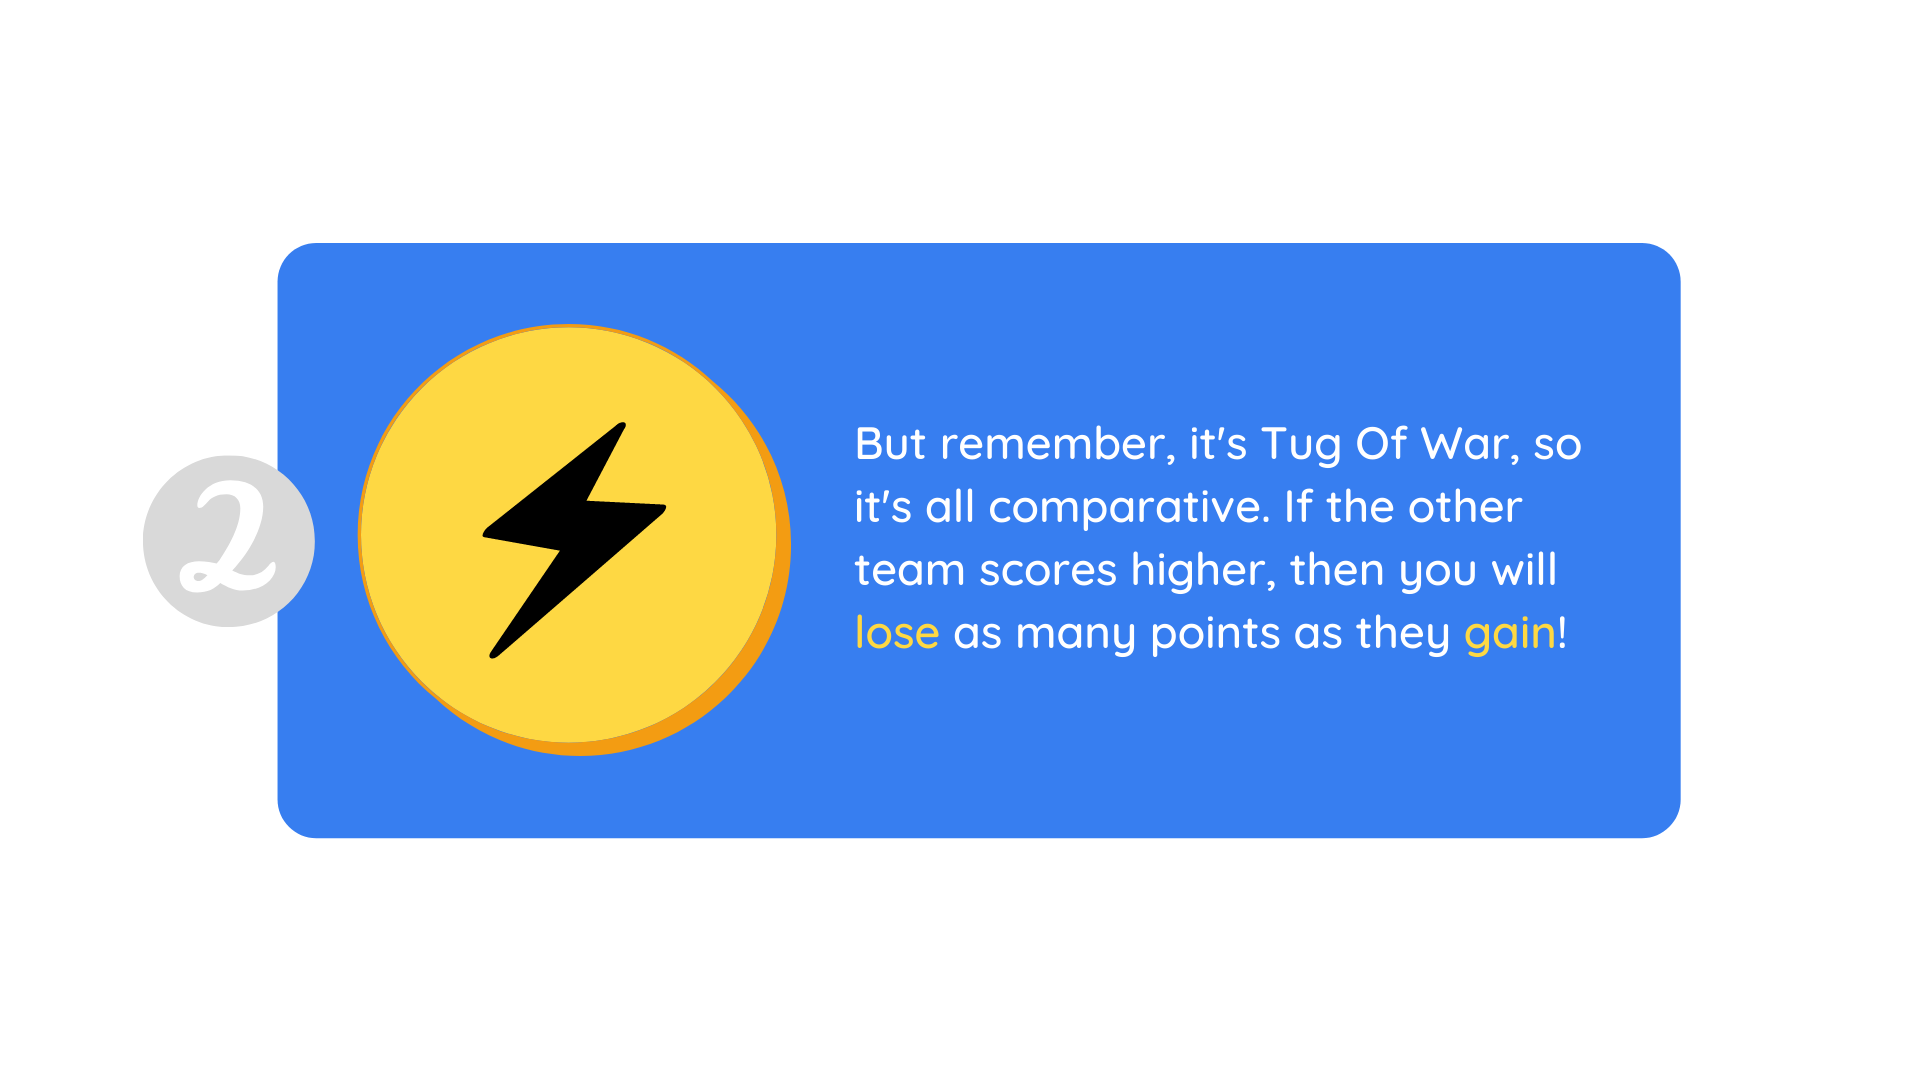 2
But remember, it's Tug Of War, so
it's all comparative. If the other
team scores higher, then you will
lose as many points as they gain!